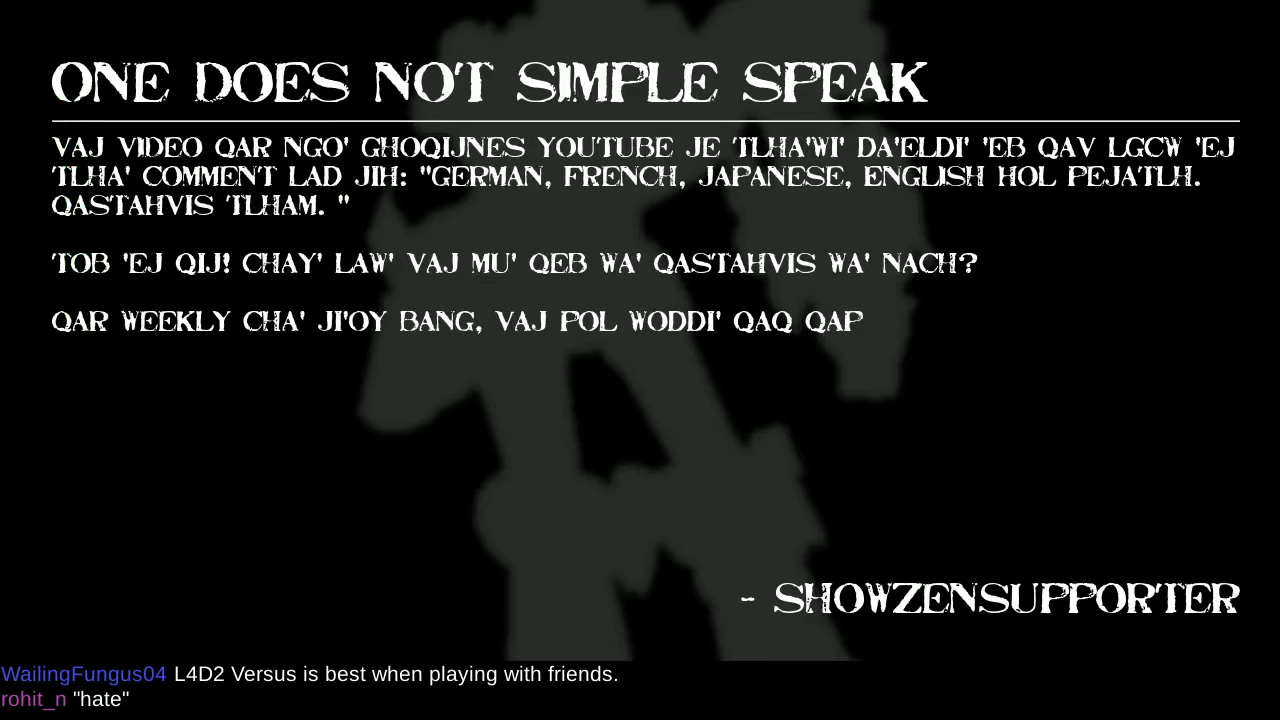 ONE DOES NOT SIMPLE SPEAK
VAJ VIDEO QAR NGO' GHOQIJNES YOUTUBE JE TLHA'WI' DA'ELDI' 'EB QAV LGCW 'EJ
TLHA' COMMENT LAD JIH: "GERMAN, FRENCH, JAPANESE, ENGLISH HOL PEJATLH.
QASTAHVIS TLHAM. "
TOB 'EJ QIJ! CHAY' LAW' VAJ MU' QEB WA' QASTAHVIS WA' NACH?
QAR WEEKLY CHA' JI'OY BANG, VAJ POL WODDI' QAQ QAP
- SHOWZENSUPPORTER
WailingFungus04 L4D2 Versus is best when playing with friends.
rohit_n "hate"